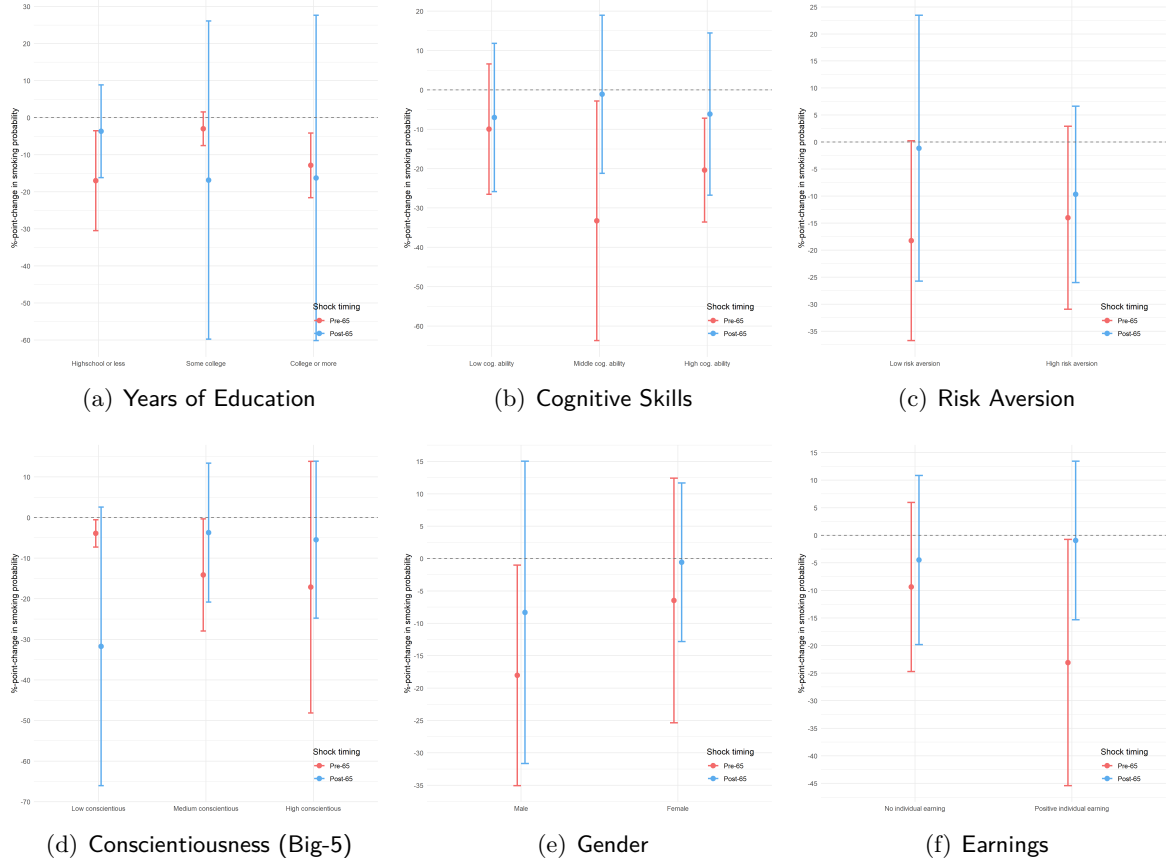 %-point-change in smoking probability
30
20
10
0
-10
-20
-30
-40
-50
-60
Shock timing
Pre-65
Post-65
Highschool or less
Some college
College or more
(a) Years of Education
%-point-change in smoking probability
20
10
0
-10
-20
-30
-40
-50
-60
Shock timing
Pre-65
Post-65
Low cog. ability
Middle cog. ability
High cog. ability
(b) Cognitive Skills
%-point-change in smoking probability
25
20
15
10
5
0
-5
-10
-15
-20
-25
-30
-35
Shock timing
Pre-65
Post-65
Low risk aversion
High risk aversion
(c) Risk Aversion
%-point-change in smoking probability
10
0
-10
-20
-30
-40
-50
-60
-70
Shock timing
Pre-65
Post-65
Low conscientious
Medium conscientious
High conscientious
(d) Conscientiousness (Big-5)
%-point-change in smoking probability
15
10
5
0
-5
-10
-15
-20
-25
-30
-35
Shock timing
Pre-65
Post-65
Male
Female
(e) Gender
%-point-change in smoking probability
15
10
5
0
-5
-10
-15
-20
-25
-30
-35
-40
-45
Shock timing
Pre-65
Post-65
No individual earning
Positive individual earning
(f) Earnings